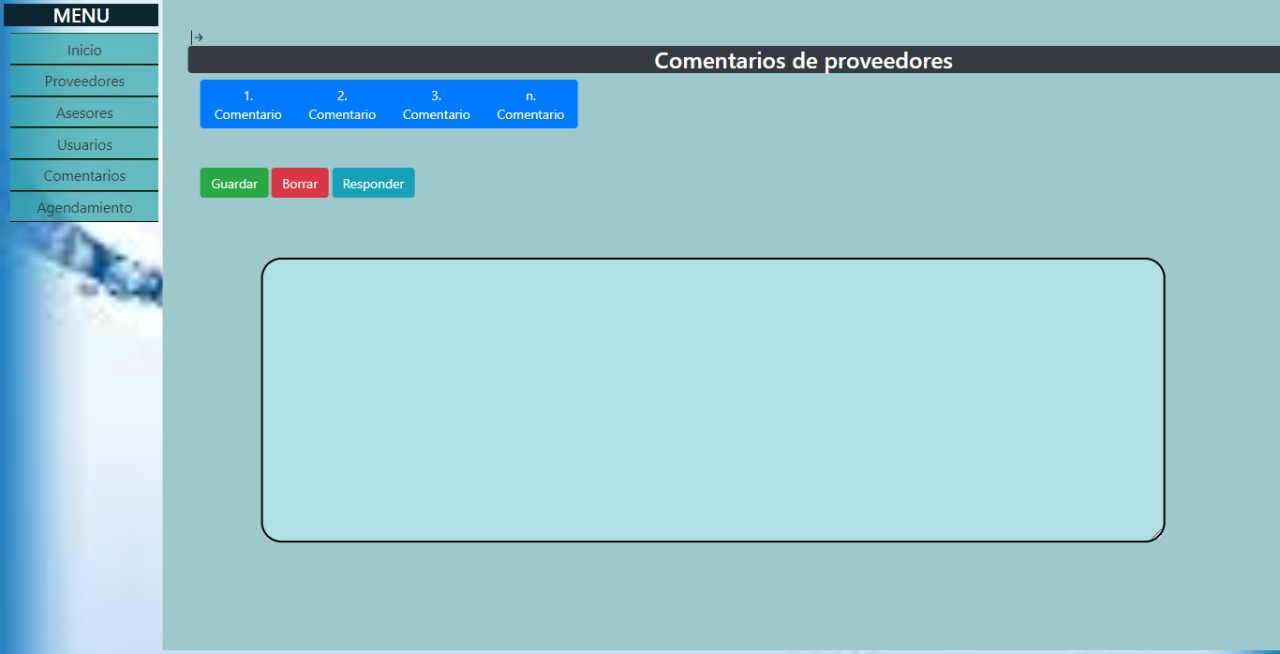 MENU
Inicio
Proveedores
Asesores
Usuarios
Comentarios
Agendamiento
|→
Comentarios de proveedores
1. 2. 3. n.
Comentario Comentario Comentario Comentario
Guardar Borrar Responder